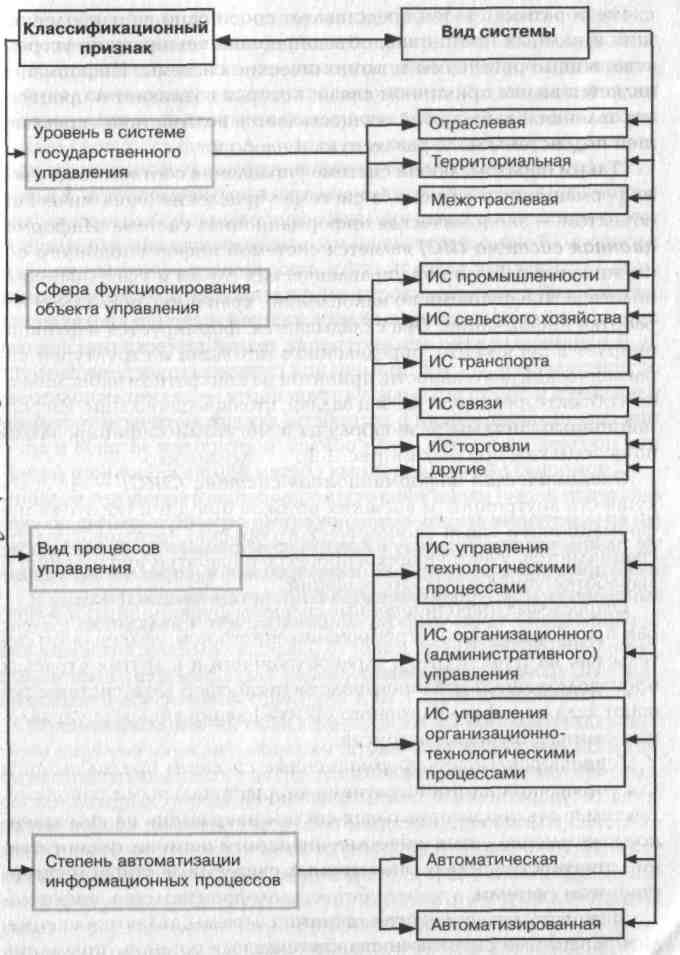 Классификационный
признак
Вид системы
Уровень в системе
государственного
управления
Отраслевая
Территориальная
Межотраслевая
Сфера функционирования
объекта управления
ИС промышленности
ИС сельского хозяйства
ИС транспорта
ИС связи
ИС торговли
другие
Вид процессов
управления
ИС управления
технологическими
процессами
ИС организационного
(административного)
управления
ИС управления
организационно-
технологическими
процессами
Степень автоматизации
информационных процессов
Автоматическая
Автоматизированная